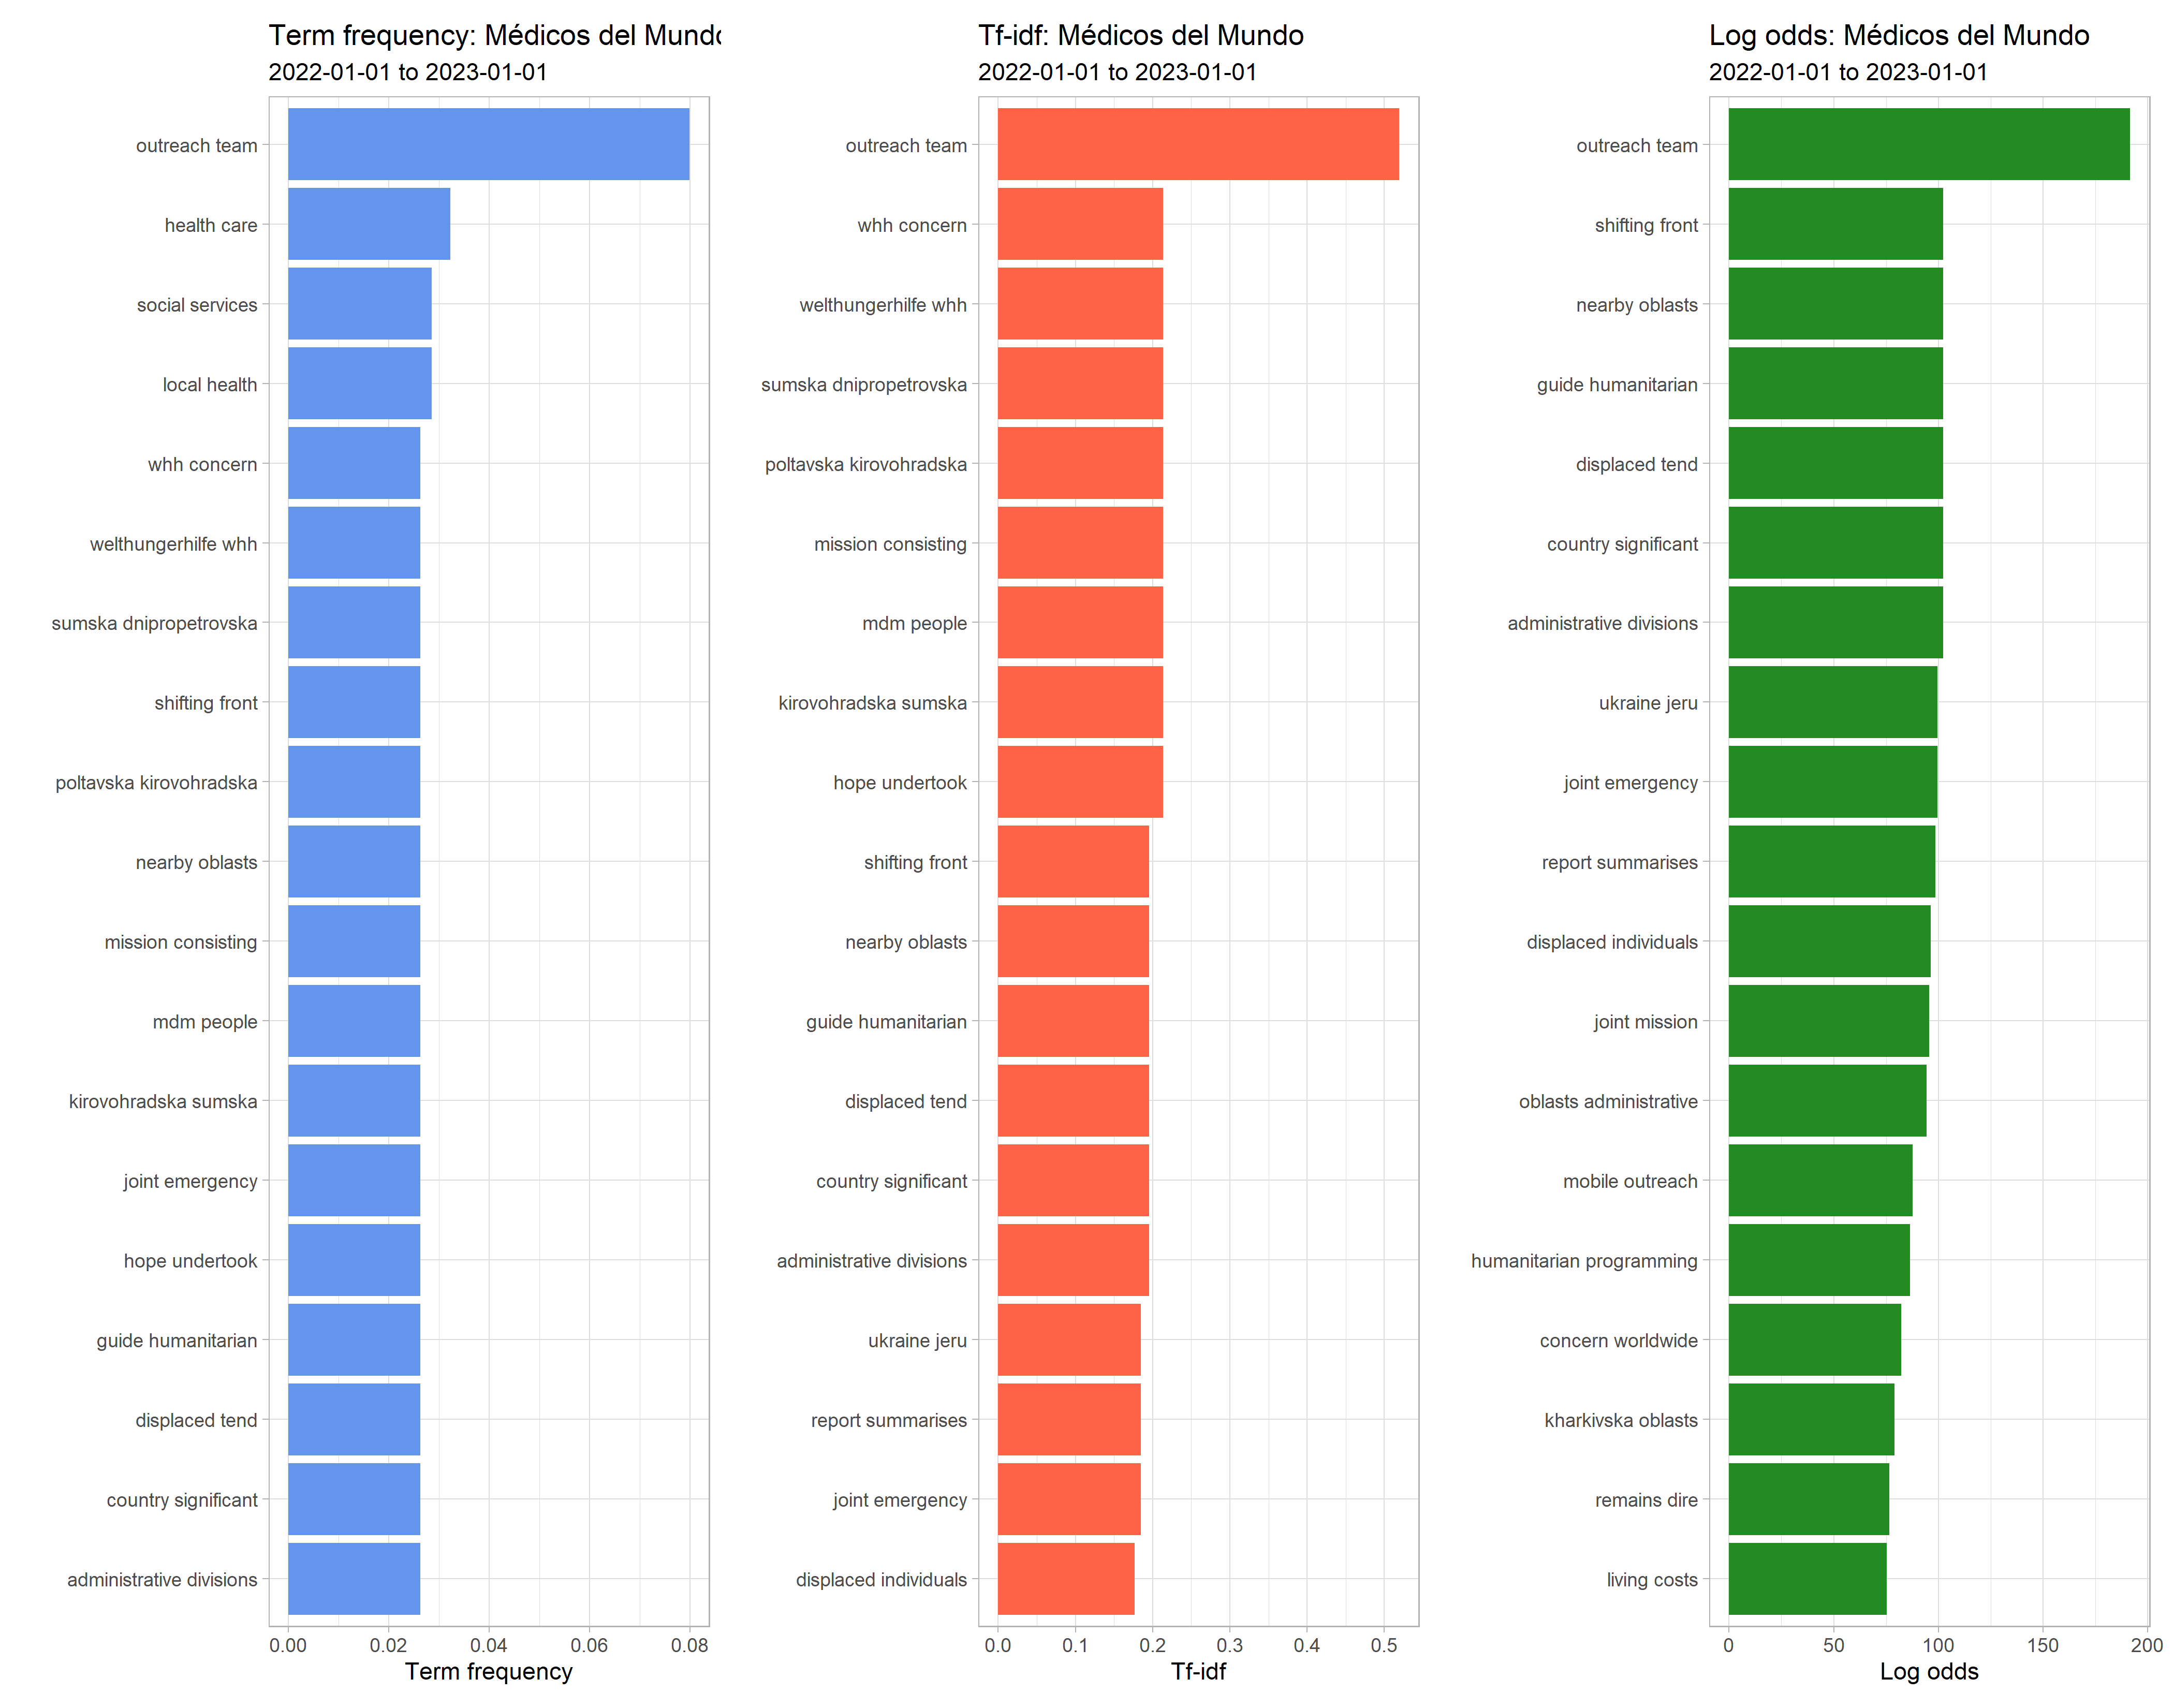 Term frequency: Médicos del Mundo
2022-01-01 to 2023-01-01
outreach team
health care
social services
local health
whh concern
welthungerhilfe whh
sumska dnipropetrovska
shifting front
poltavska kirovohradska
nearby oblasts
mission consisting
mdm people
kirovohradska sumska
joint emergency
hope undertook
guide humanitarian
displaced tend
country significant
administrative divisions
0.00 0.02 0.04 0.06 0.08
Term frequency
Tf-idf: Médicos del Mundo
2022-01-01 to 2023-01-01
outreach team
whh concern
welthungerhilfe whh
sumska dnipropetrovska
poltavska kirovohradska
mission consisting
mdm people
kirovohradska sumska
hope undertook
shifting front
nearby oblasts
guide humanitarian
displaced tend
country significant
administrative divisions
ukraine jeru
report summarises
joint emergency
displaced individuals
0.0 0.1 0.2 0.3 0.4 0.5
Tf-idf
Log odds: Médicos del Mundo
2022-01-01 to 2023-01-01
outreach team
shifting front
nearby oblasts
guide humanitarian
displaced tend
country significant
administrative divisions
ukraine jeru
joint emergency
report summarises
displaced individuals
joint mission
oblasts administrative
mobile outreach
humanitarian programming
concern worldwide
kharkivska oblasts
remains dire
living costs
0 50 100 150 200
Log odds